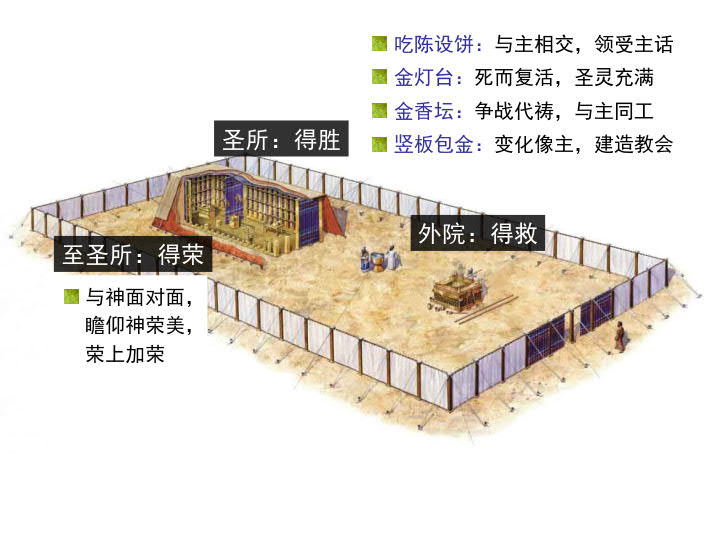 吃陈设饼：与主相交，领受主话
金灯台：死而复活，圣灵充满
金香坛：争战代祷，与主同工
竖板包金：变化像主，建造教会
圣所：得胜
外院：得救
至圣所：得荣
与神面对面，
瞻仰神荣美，
荣上加荣